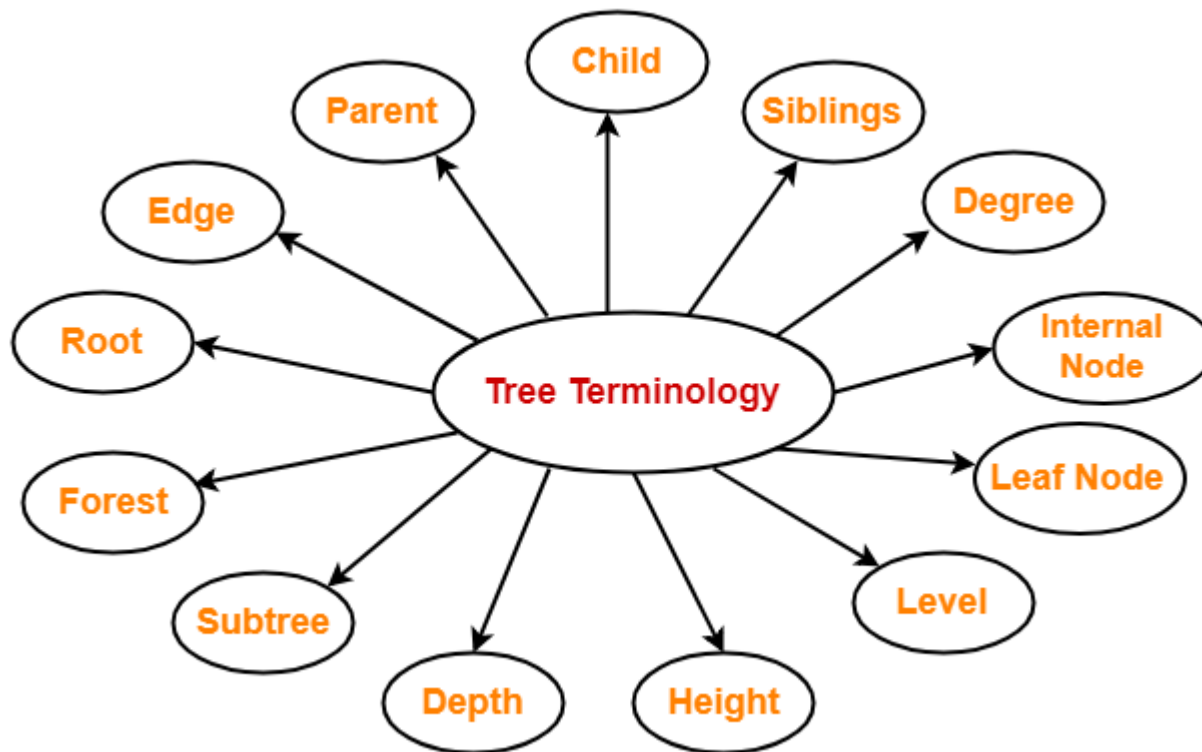 Child
Parent
Siblings
Edge
Degree
Root
Internal
Node
Tree Terminology
Forest
Leaf Node
Subtree
Level
Depth
Height